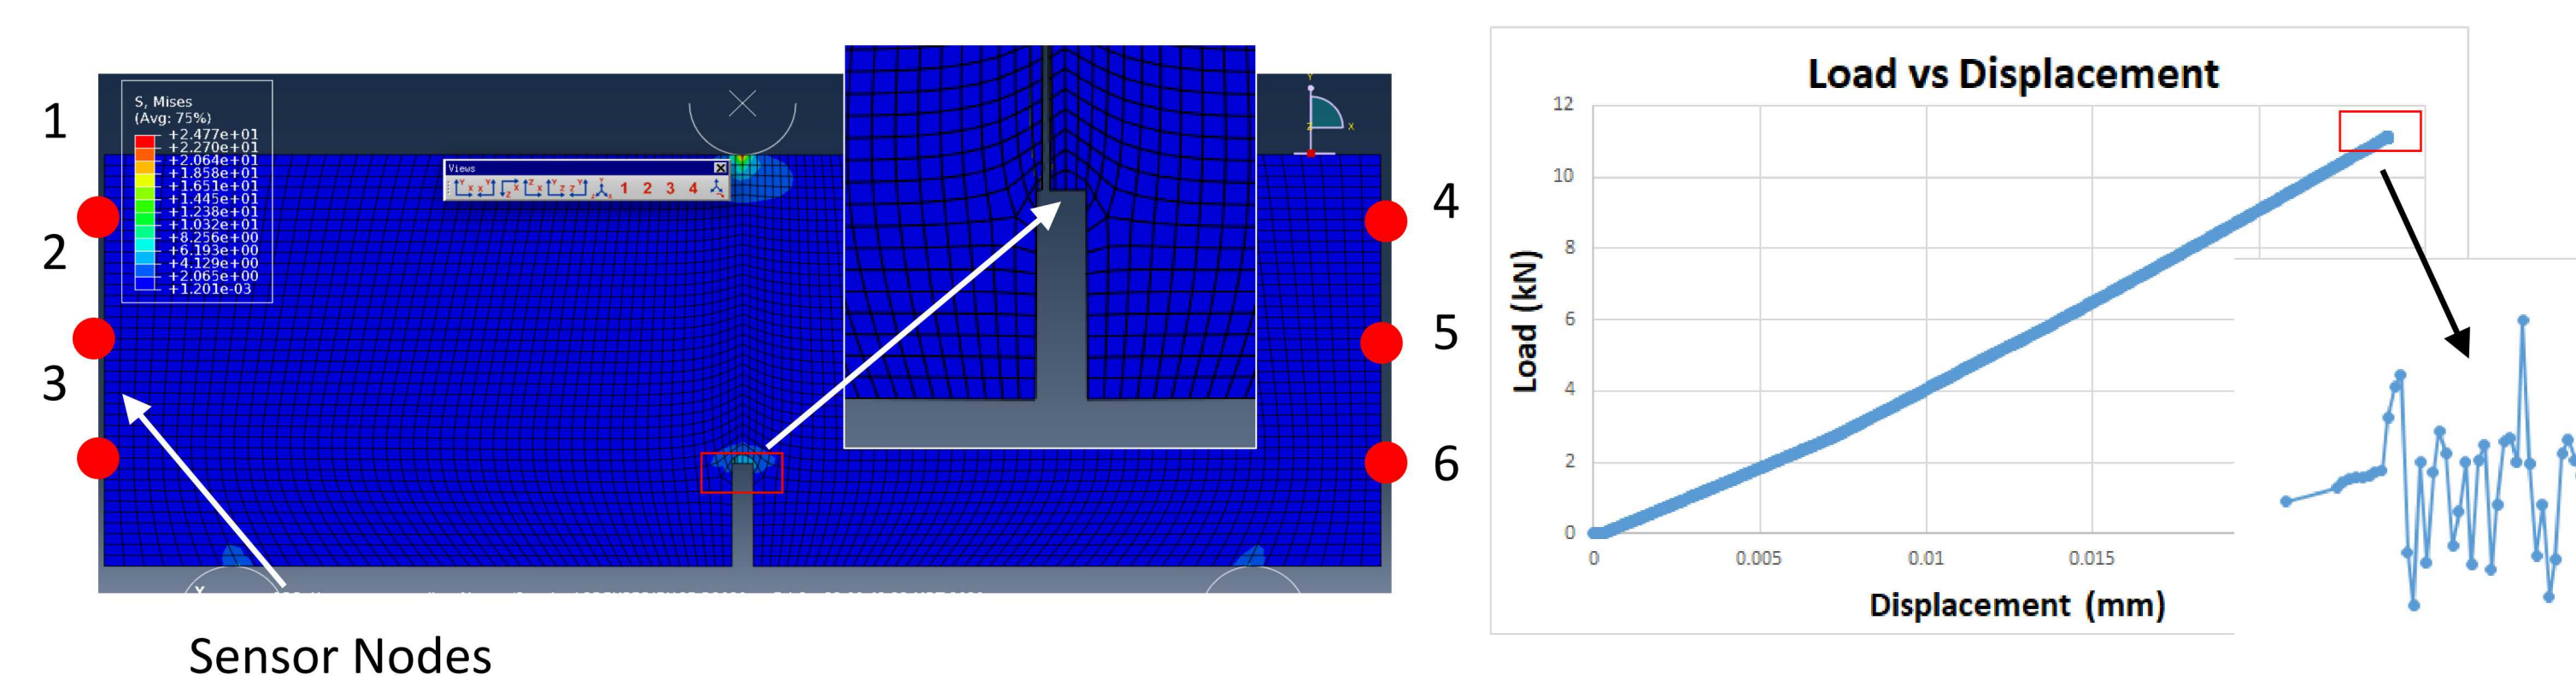 1
2
3
S, Mises
(Avg: 75%)
+2.477e+01
+2.270e+01
+2.064e+01
+1.858e+01
+1.651e+01
+1.445e+01
+1.238e+01
+1.032e+01
+8.256e+00
+6.193e+00
+4.129e+00
+2.065e+00
+1.201e-03
Views
1 2 3 4
Y
X
Z
X
4
5
6
Sensor Nodes
Load vs Displacement
Load (kN)
12
10
8
6
4
2
0
0 0.005 0.01 0.015
Displacement (mm)